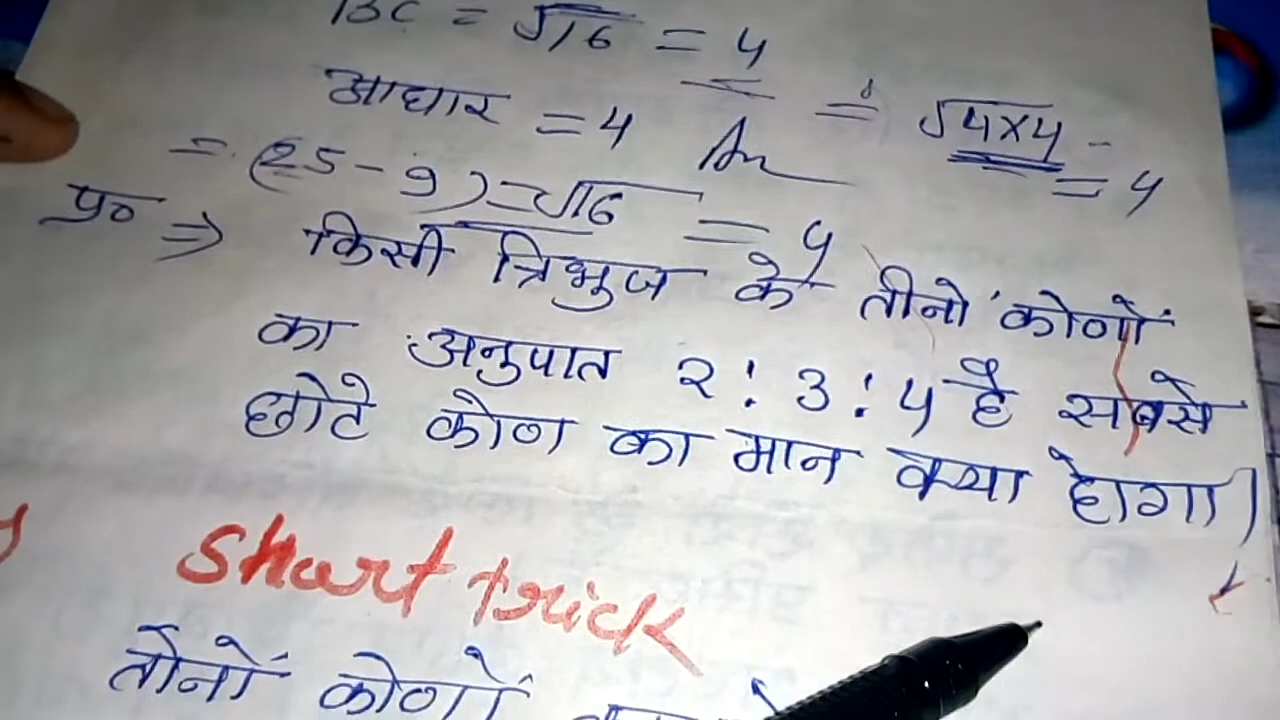 BC = √16 = 4
आधार = 4 Ans = √4×4 = 4
= (25-9) = √16 = 4
प्र० ⇒ किसी त्रिभुज के तीनो कोणों
का अनुपात 2:3:4 है सबसे
छोटे कोण का मान क्या होगा।
Short trick
तीनों कोणों